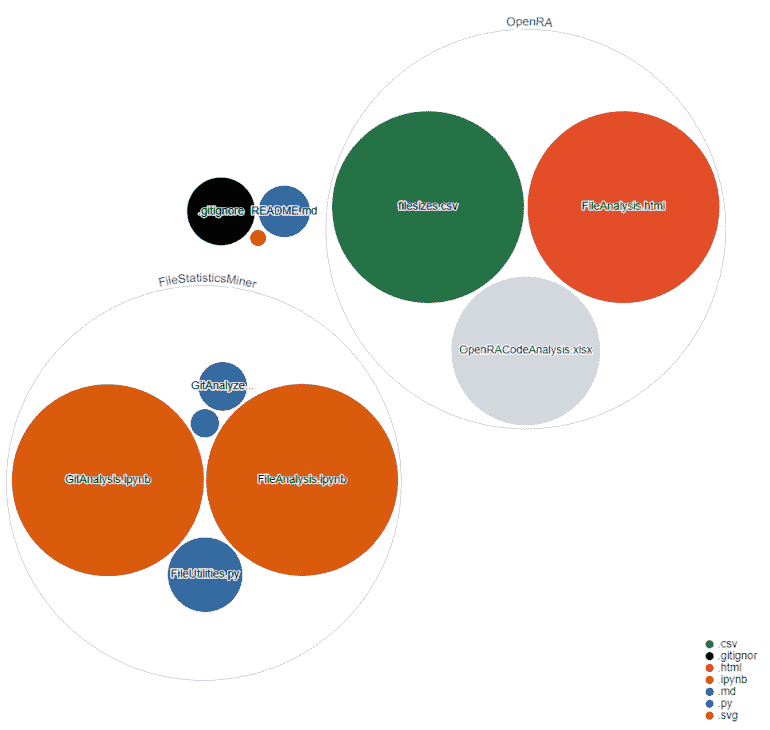 OpenRA
filesizes.csv
FileAnalysis.html
.gitignore
README.md
OpenRACodeAnalysis.xlsx
FileStatisticsMiner
GitAnalyze...
GitAnalysis.ipynb
FileAnalysis.ipynb
FileUtilities.py
.csv
.gitignor
.html
.ipynb
.md
.py
.svg